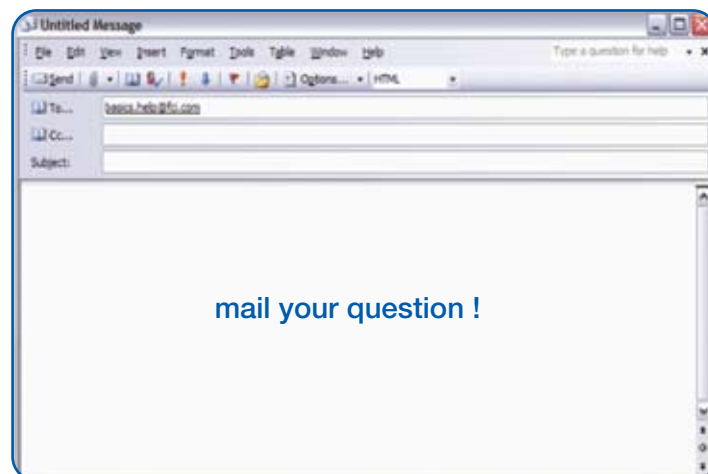 Untitled Message
File Edit View Insert Format Tools Table Window Help Type a question for help
Send Options... HTML
To... basics.help@fci.com
Cc...
Subject:
mail your question !